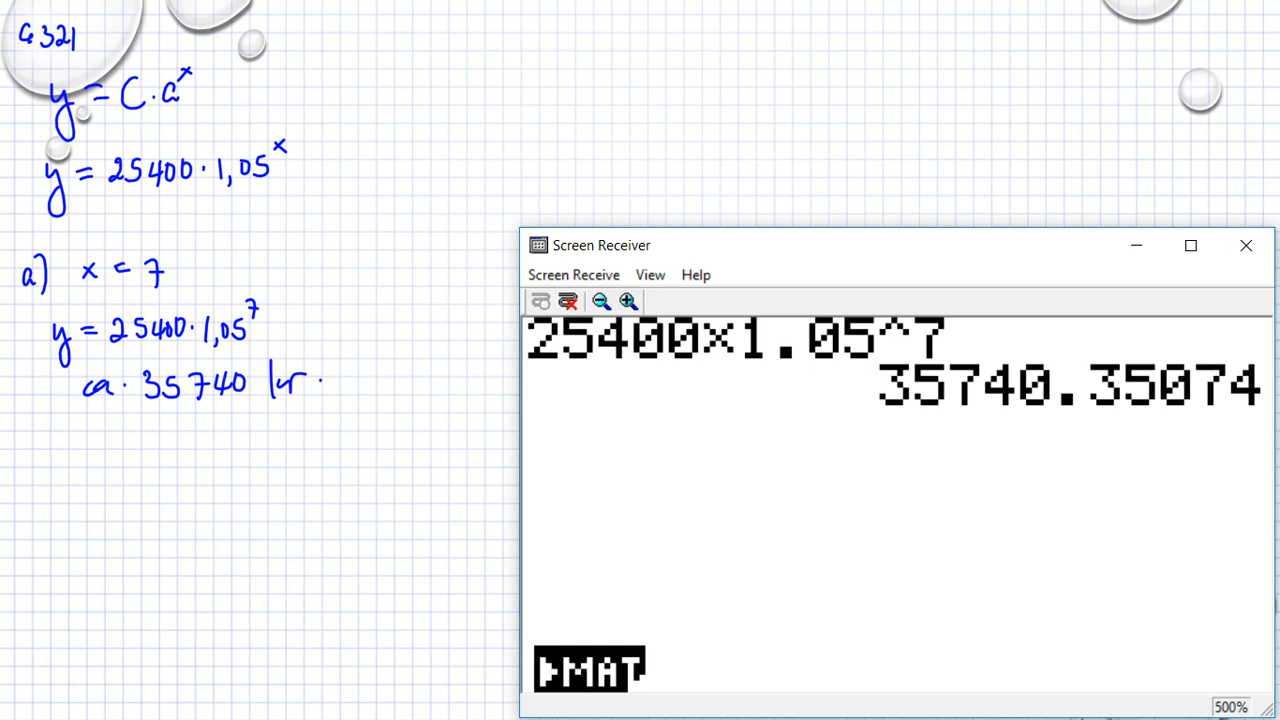 G321
y = C · a^x
y = 25400 · 1,05^x
a) x = 7
y = 25400 · 1,05^7
ca. 35740 kr.
Screen Receiver
Screen Receive View Help
25400×1.05^7
35740.35074
▶MAT
500%